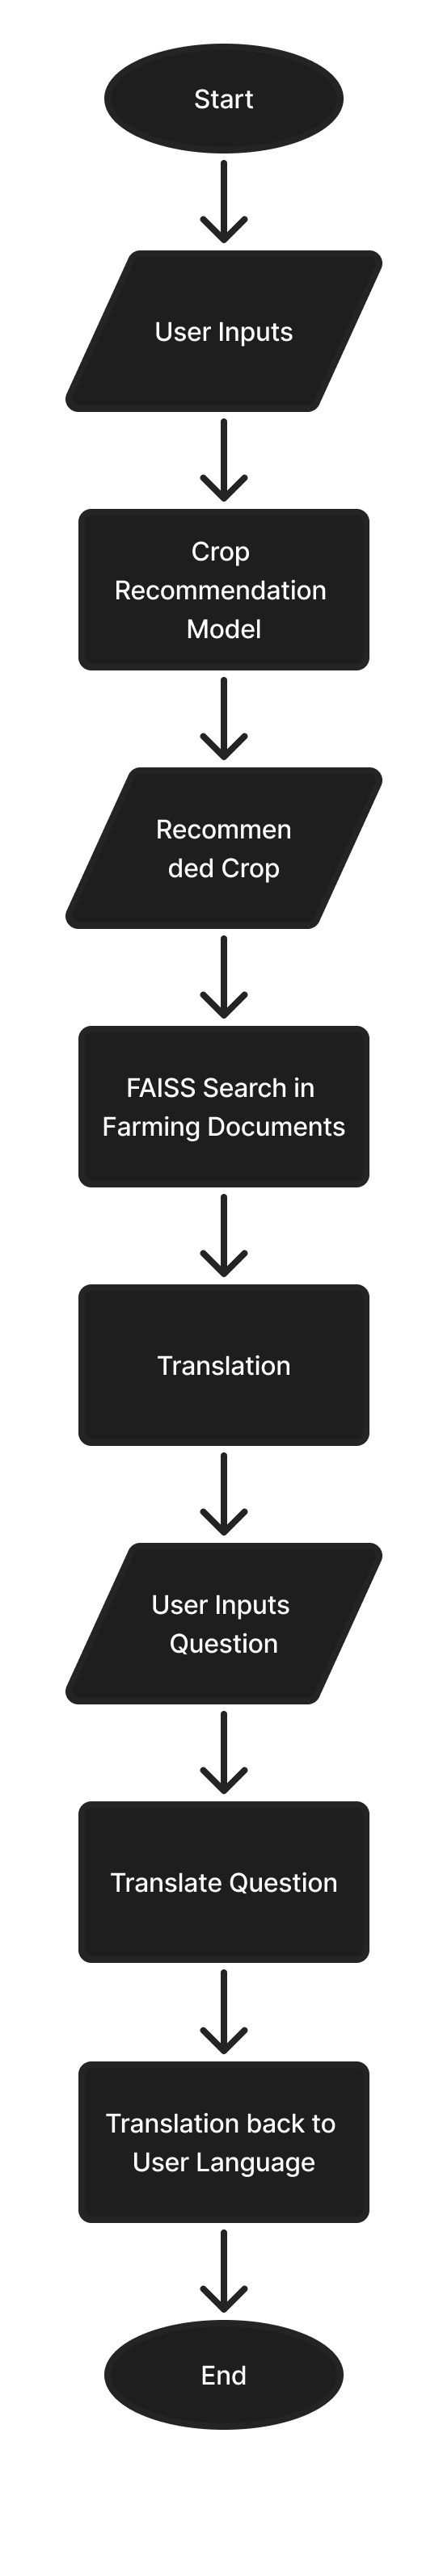 Start
User Inputs
Crop
Recommendation
Model
Recommen
ded Crop
FAISS Search in
Farming Documents
Translation
User Inputs
Question
Translate Question
Translation back to
User Language
End